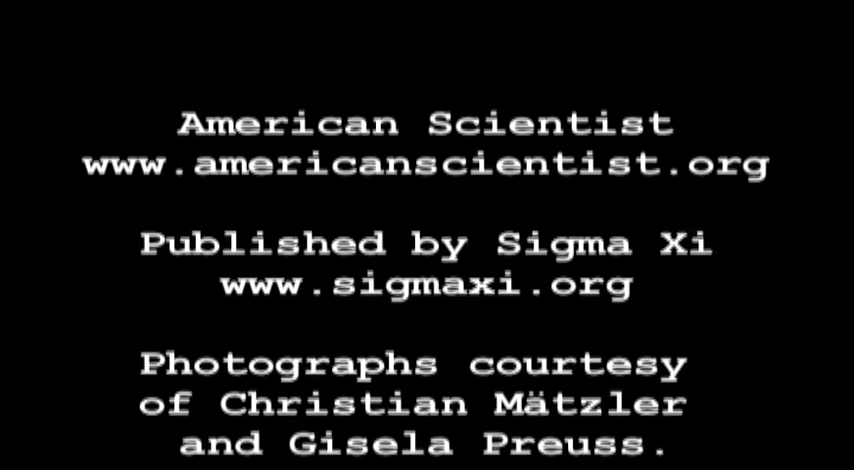 American Scientist
www.americanscientist.org
Published by Sigma Xi
www.sigmaxi.org
Photographs courtesy
of Christian Mätzler
and Gisela Preuss.